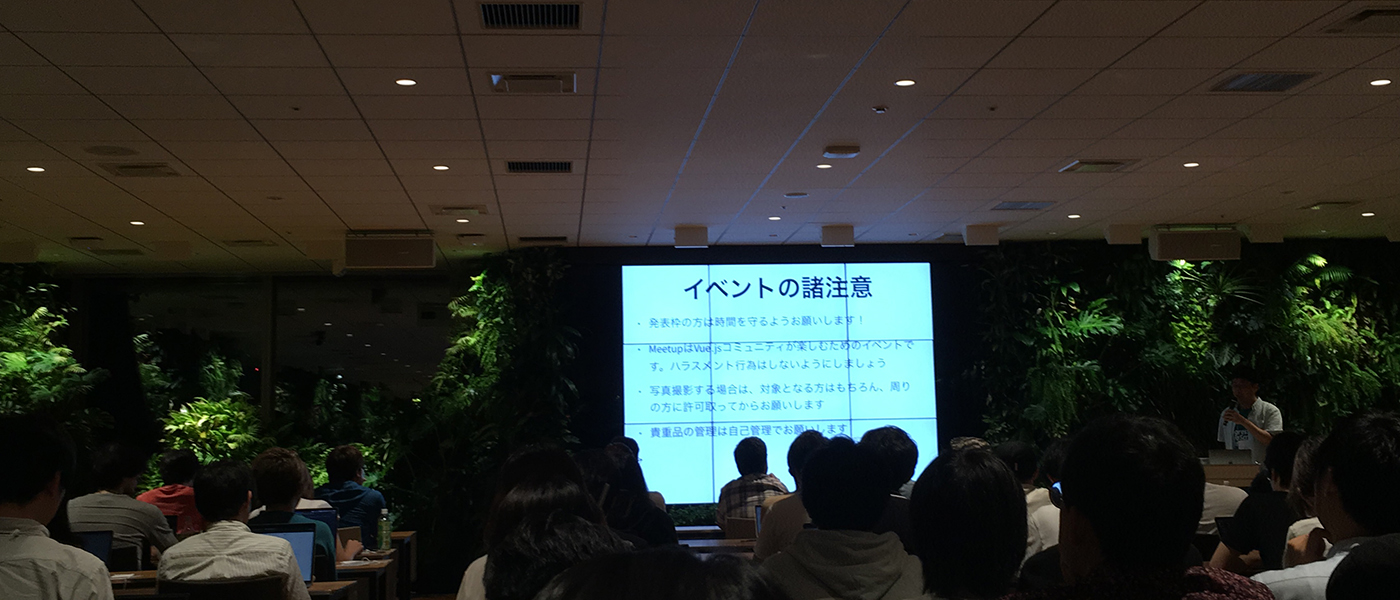 イベントの諸注意
・ 発表枠の方は時間を守るようお願いします！
・ MeetupはVue.jsコミュニティが楽しむためのイベントで
す。ハラスメント行為はしないようにしましょう
・ 写真撮影する場合は、対象となる方はもちろん、周り
の方に許可取ってからお願いします
・ 貴重品の管理は自己管理でお願いします